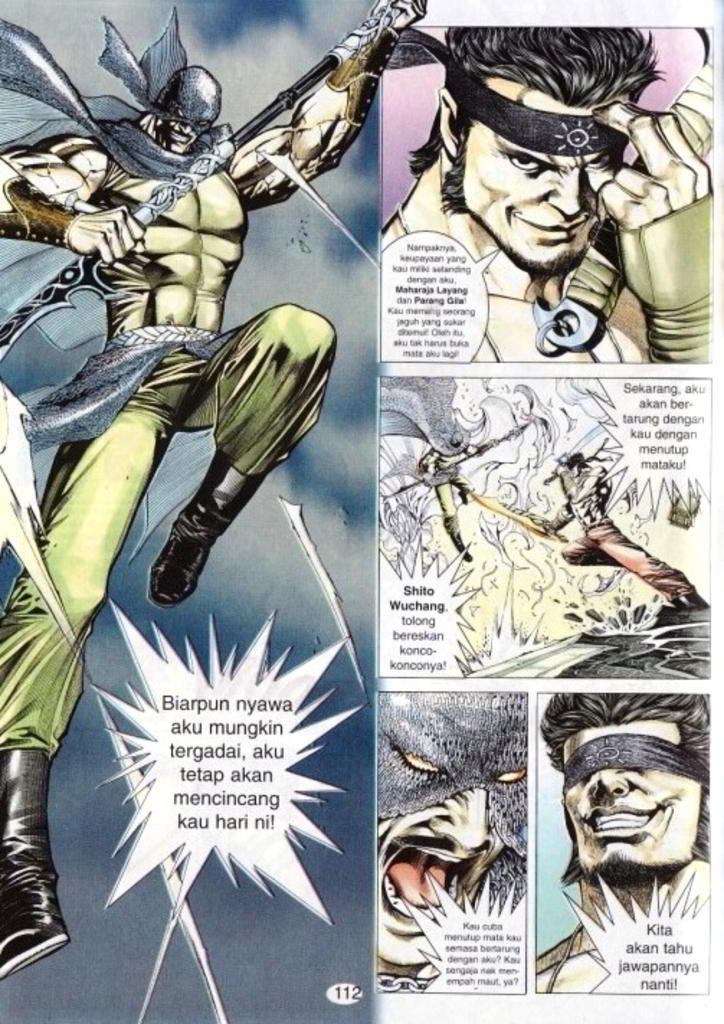 Biarpun nyawa
aku mungkin
tergadai, aku
tetap akan
mencincang
kau hari ni!
Nampaknya,
keupayaan yang
kau miliki setanding
dengan aku,
Maharaja Layang
dan Parang Gila!
Kau memang seorang
jaguh yang sukar
ditemui! Oleh itu,
aku tak harus buka
mata aku lagi!
Sekarang, aku
akan ber-
tarung dengan
kau dengan
menutup
mataku!
Shito
Wuchang,
tolong
bereskan
konco-
konconya!
Kau cuba
menutup mata kau
semasa bertarung
dengan aku? Kau
sengaja nak men-
empah maut, ya?
Kita
akan tahu
jawapannya
nanti!
112